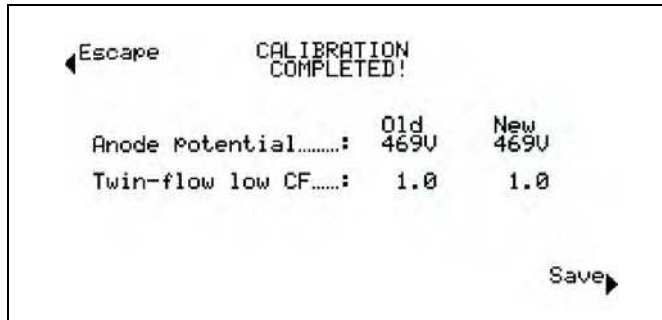 Escape CALIBRATION
COMPLETED!
Old New
Anode Potential........: 469V 469V
Twin-flow low CF......: 1.0 1.0
Save